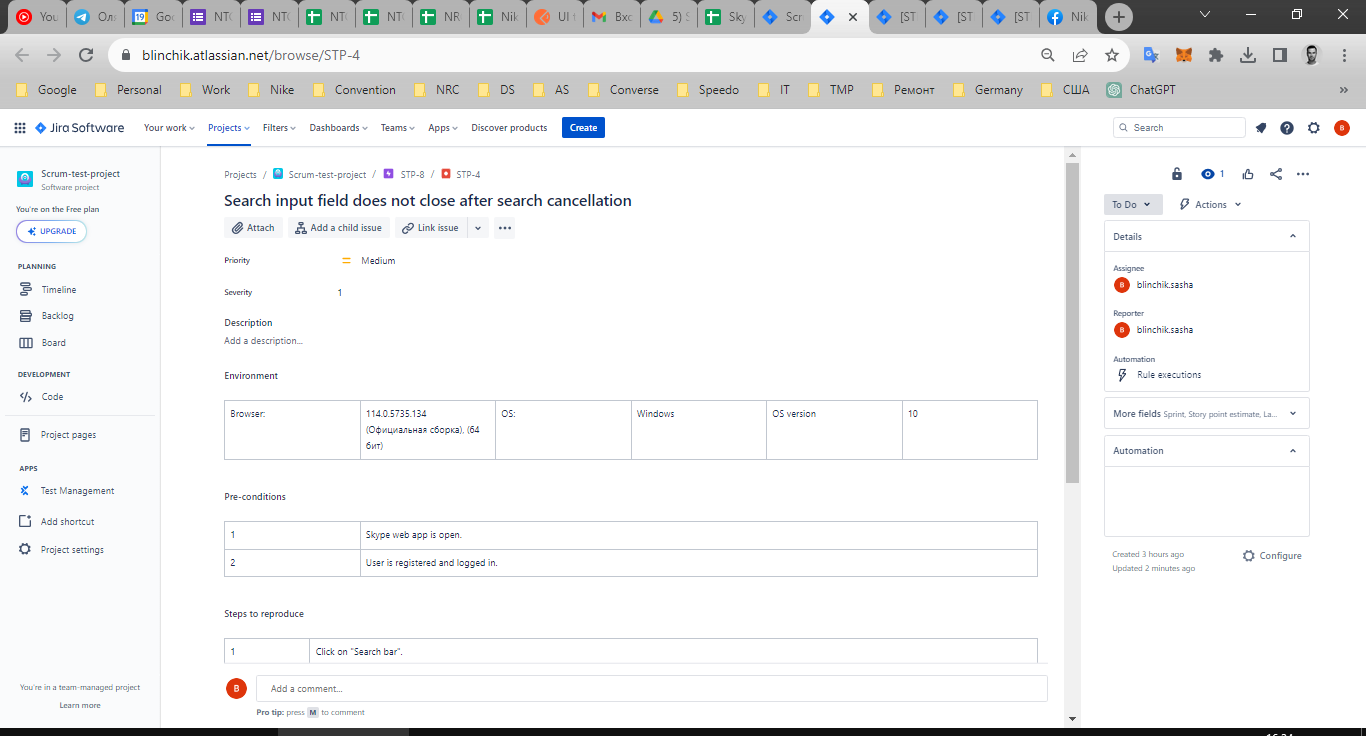 You
Оля
Goo
NTC
NTC
NTC
NTC
NR
Nik
UI t
Вхс
5) S
Sky
Scr
[ST
[ST
[ST
Nik
blinchik.atlassian.net/browse/STP-4
Google
Personal
Work
Nike
Convention
NRC
DS
AS
Converse
Speedo
IT
TMP
Ремонт
Germany
США
ChatGPT
»
Jira Software
Your work
Projects
Filters
Dashboards
Teams
Apps
Discover products
Create
Search
B
Scrum-test-project
Software project
You're on the Free plan
UPGRADE
PLANNING
Timeline
Backlog
Board
DEVELOPMENT
Code
Project pages
APPS
Test Management
Add shortcut
Project settings
You're in a team-managed project
Learn more
Projects / Scrum-test-project / STP-8 / STP-4
Search input field does not close after search cancellation
Attach
Add a child issue
Link issue
Priority
Medium
Severity
1
Description
Add a description...
Environment
Browser:
114.0.5735.134
(Официальная сборка), (64
бит)
OS:
Windows
OS version
10
Pre-conditions
1
Skype web app is open.
2
User is registered and logged in.
Steps to reproduce
1
Click on "Search bar".
B
Add a comment...
Pro tip: press M to comment
1
To Do
Actions
Details
Assignee
B
blinchik.sasha
Reporter
B
blinchik.sasha
Automation
Rule executions
More fields Sprint, Story point estimate, La...
Automation
Created 3 hours ago
Updated 2 minutes ago
Configure